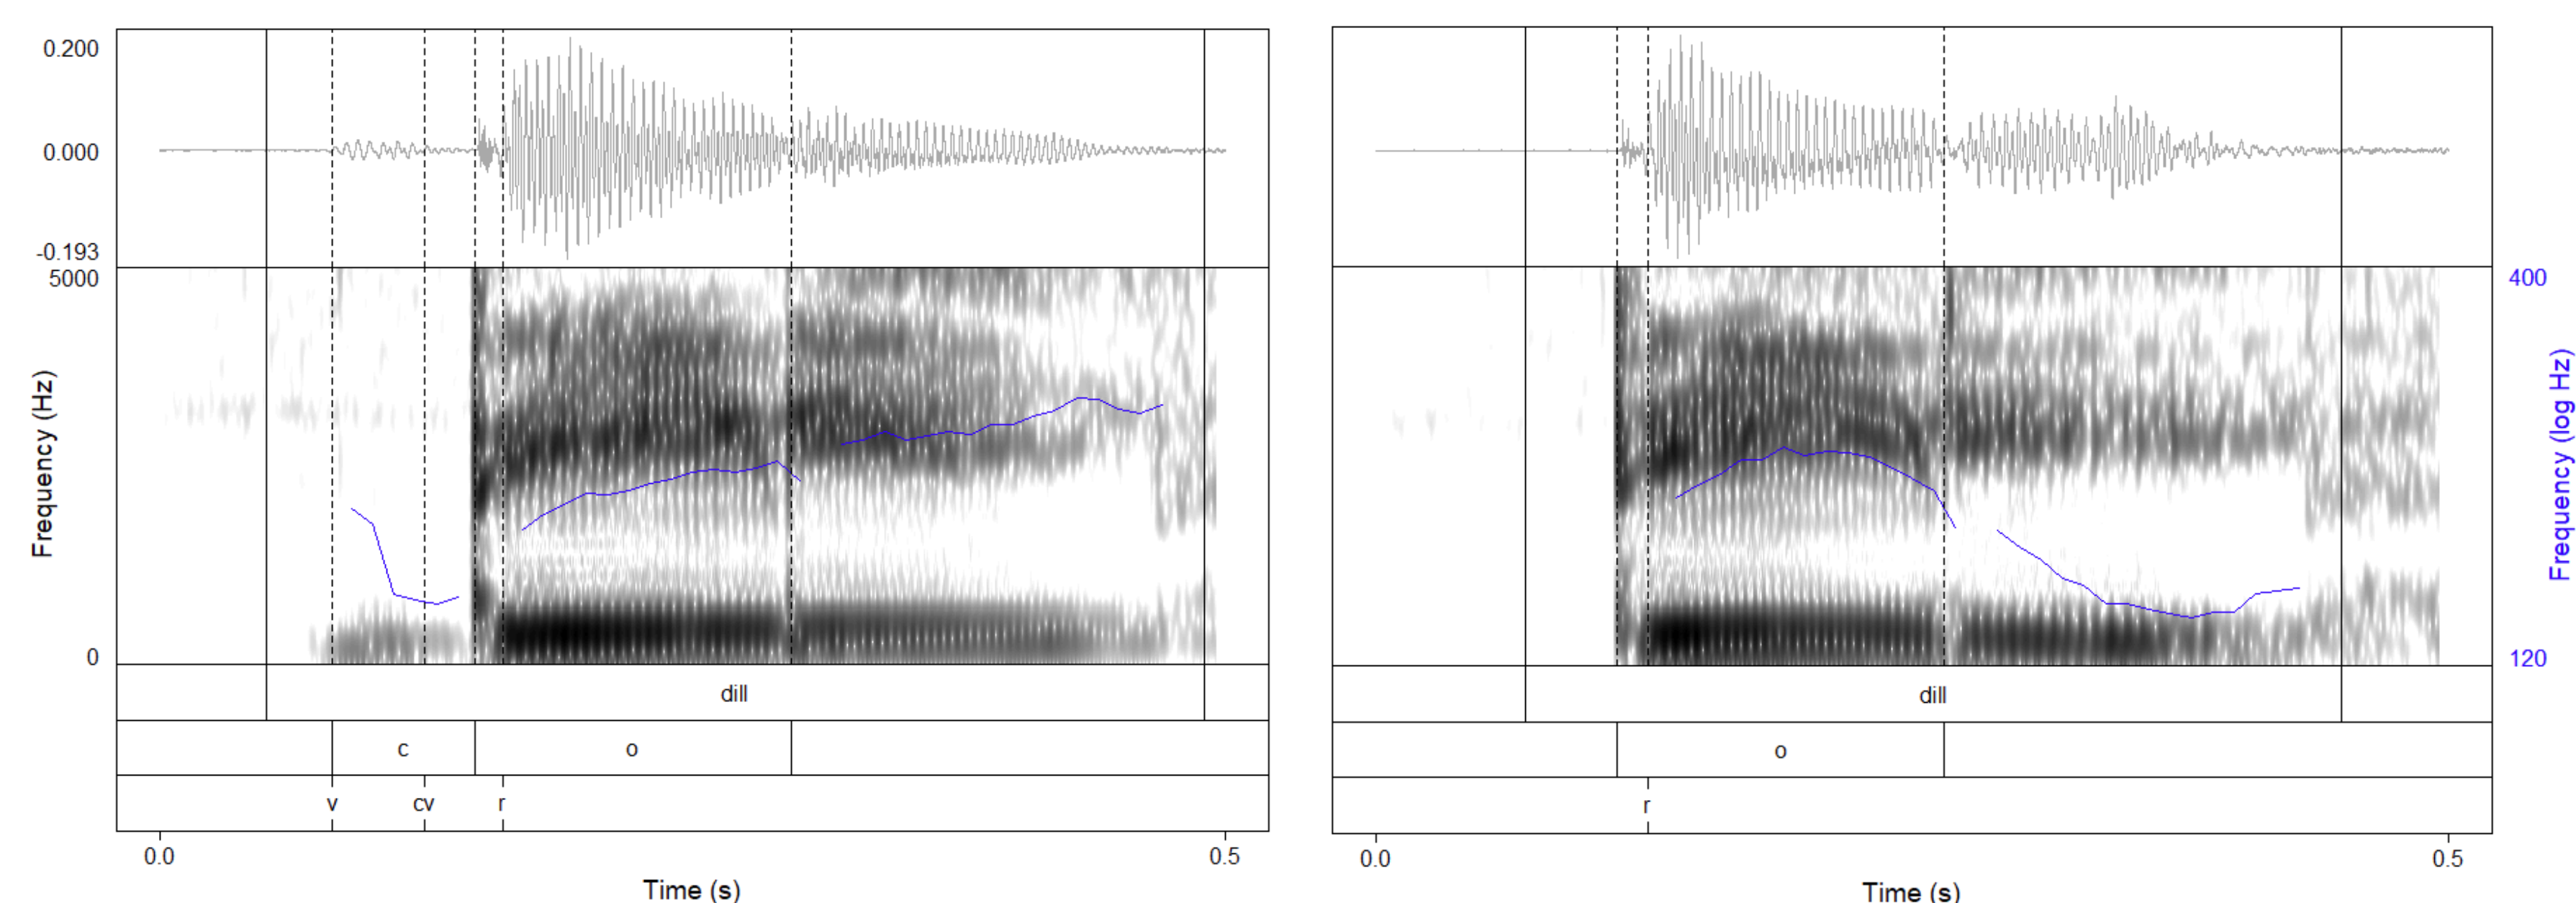 0.200
0.000
-0.193
5000
Frequency (Hz)
0
dill
c o
v cv r
0.0 0.5
Time (s)
400
Frequency (log Hz)
120
dill
o
r
0.0 0.5
Time (s)